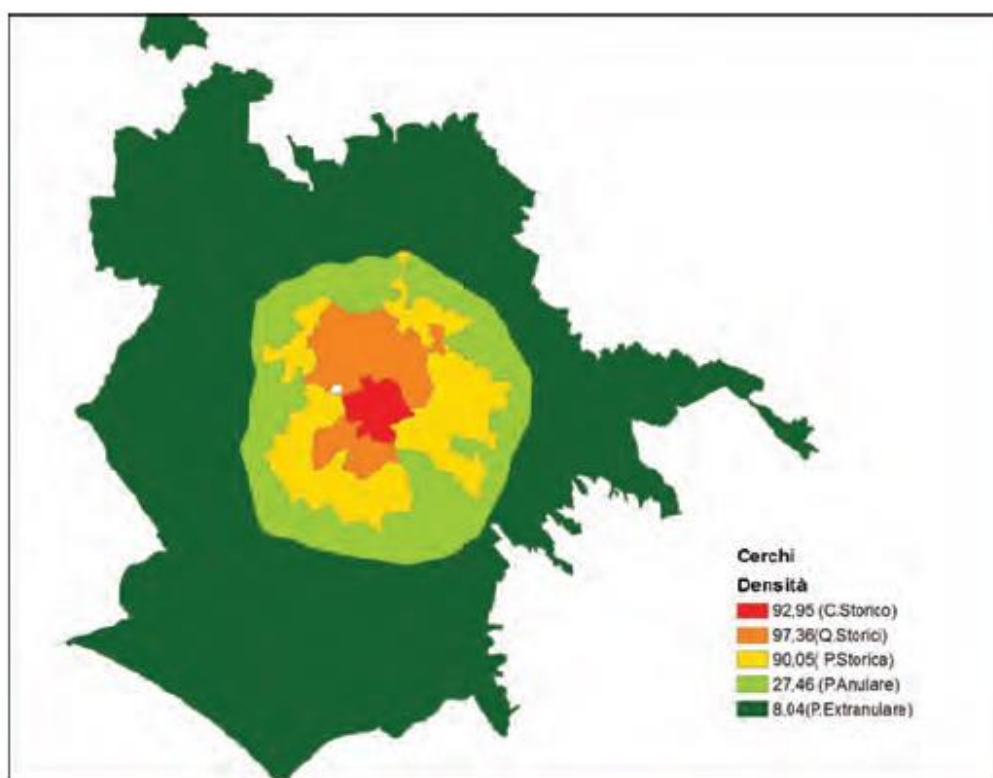 Cerchi
Densità
92,95 (C.Storico)
97,36(Q.Storici)
90,05( P.Storica)
27,46 (P.Anulare)
8,04(P.Extranulare)